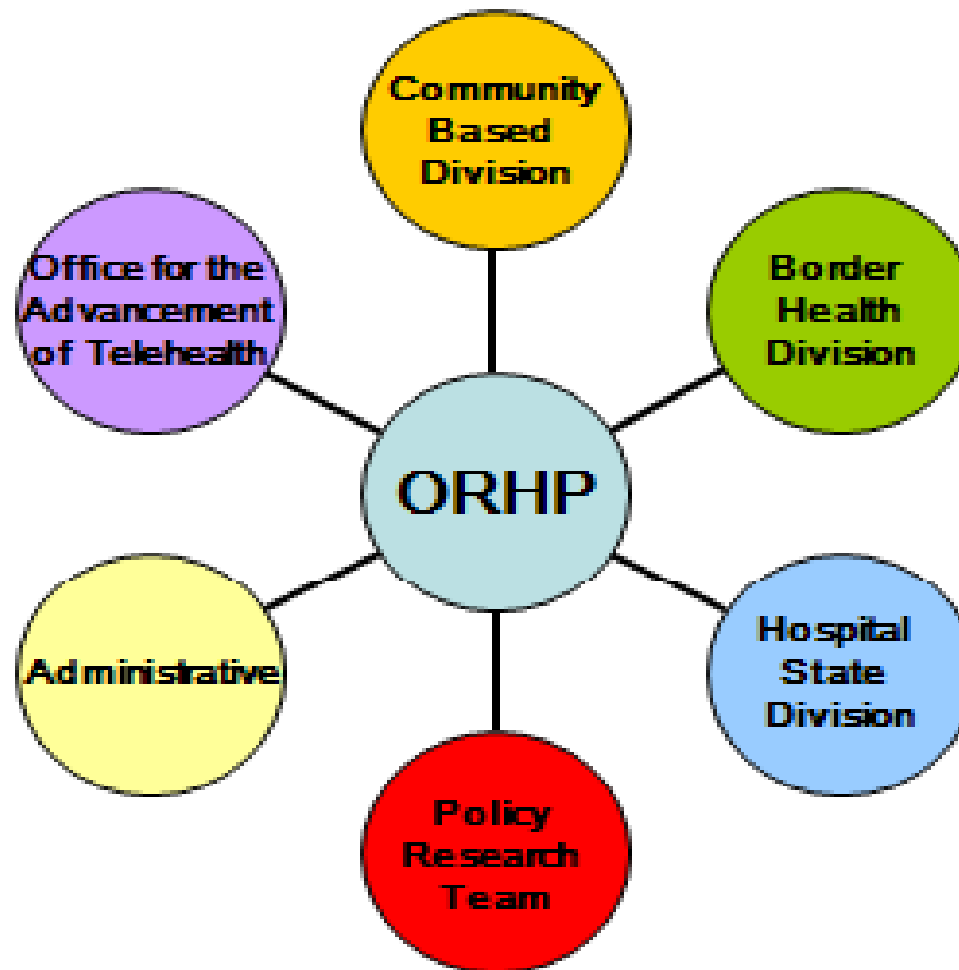 Community
Based
Division
Office for the
Advancement
of Telehealth
Border
Health
Division
ORHP
Administrative
Hospital
State
Division
Policy
Research
Team